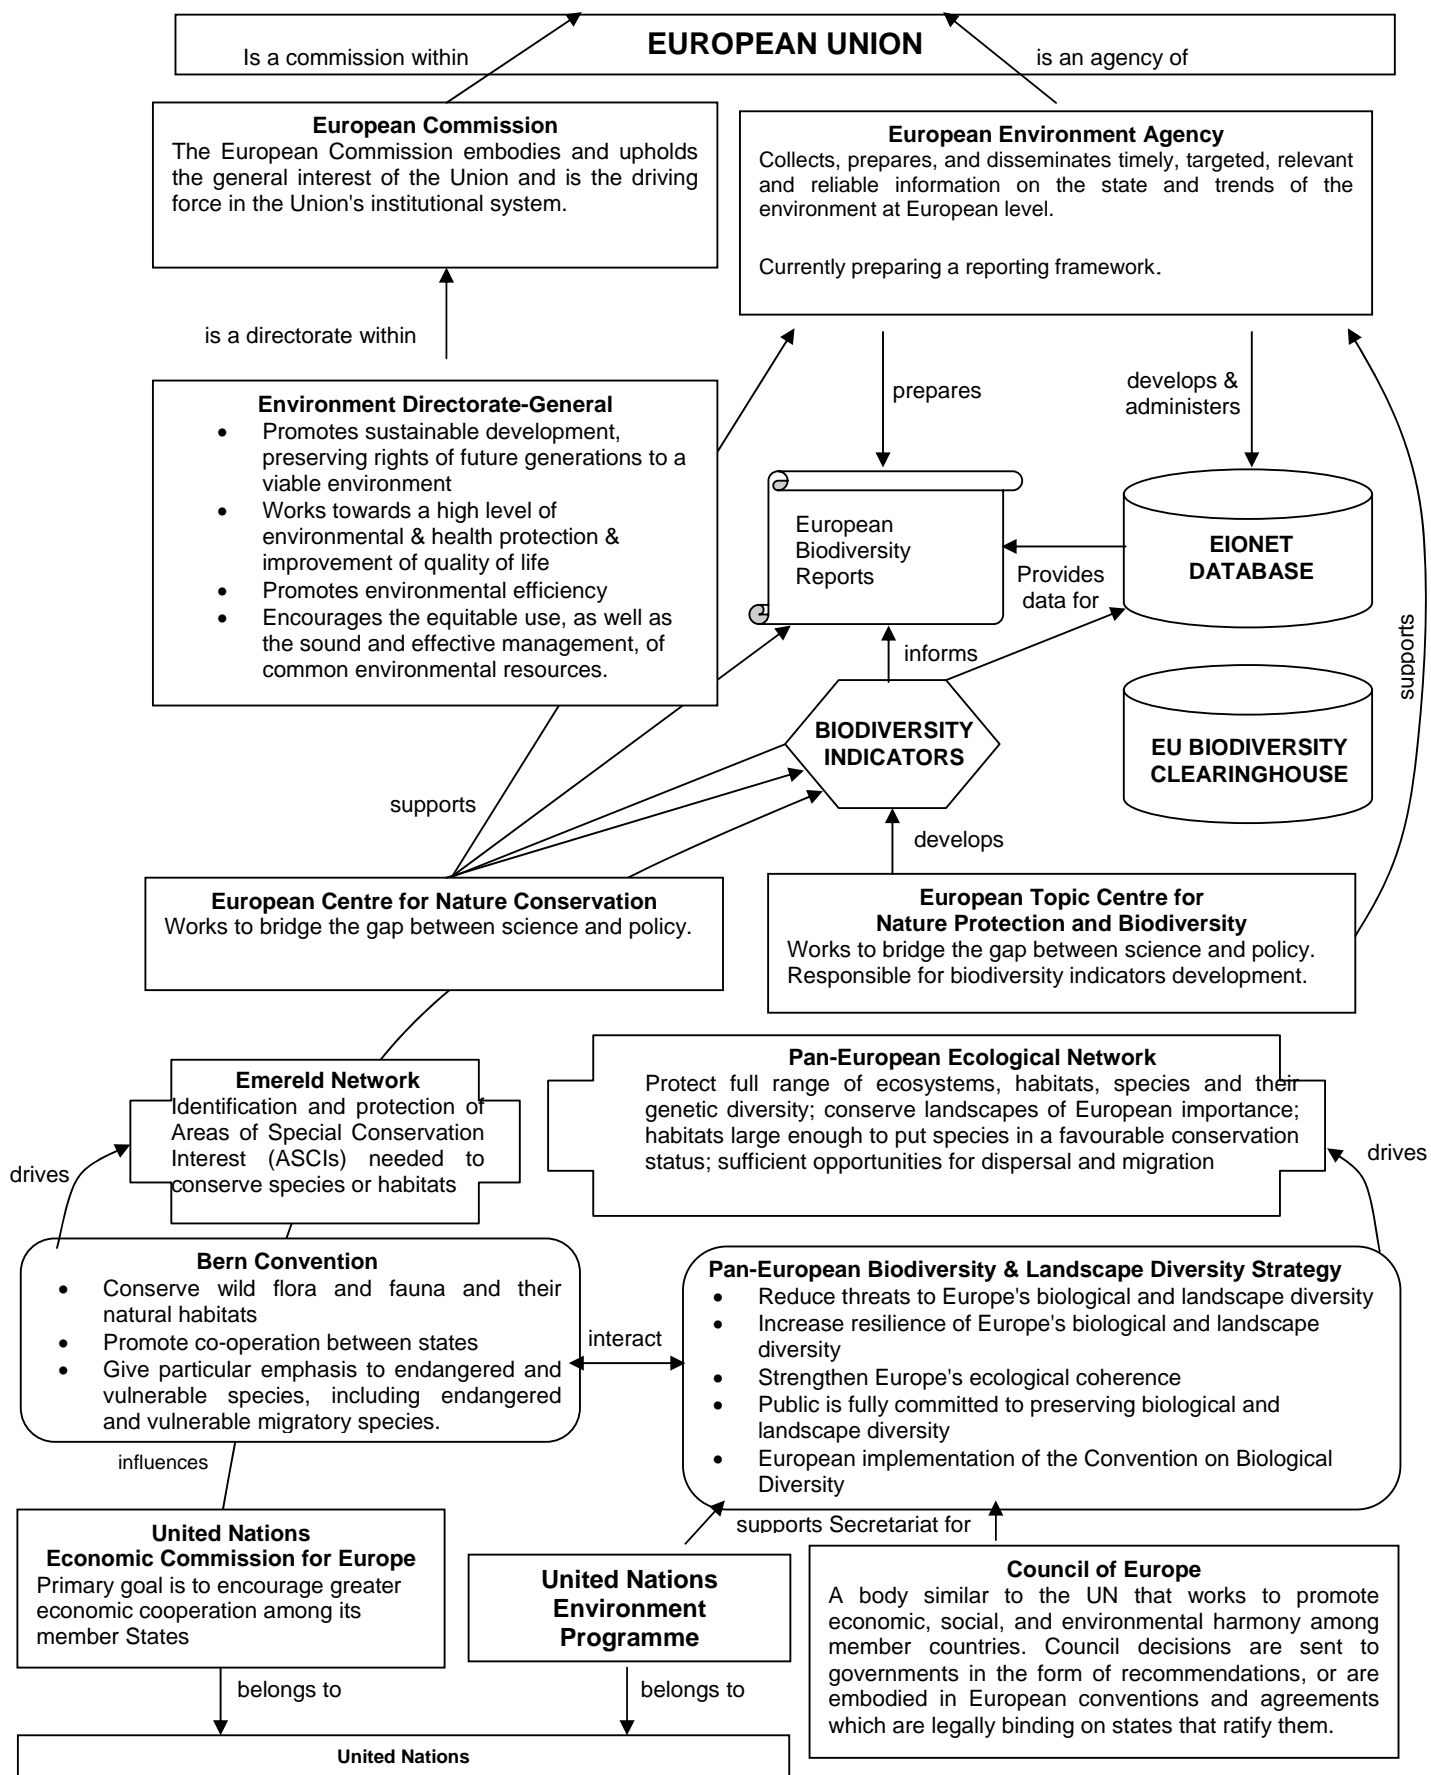 EUROPEAN UNION
Is a commission within
is an agency of
European Commission
The European Commission embodies and upholds
the general interest of the Union and is the driving
force in the Union's institutional system.
European Environment Agency
Collects, prepares, and disseminates timely, targeted, relevant
and reliable information on the state and trends of the
environment at European level.
Currently preparing a reporting framework.
is a directorate within
prepares
develops &
administers
Environment Directorate-General
• Promotes sustainable development,
preserving rights of future generations to a
viable environment
• Works towards a high level of
environmental & health protection &
improvement of quality of life
• Promotes environmental efficiency
• Encourages the equitable use, as well as
the sound and effective management, of
common environmental resources.
European
Biodiversity
Reports
EIONET
DATABASE
Provides
data for
informs
supports
BIODIVERSITY
INDICATORS
EU BIODIVERSITY
CLEARINGHOUSE
supports
develops
European Centre for Nature Conservation
Works to bridge the gap between science and policy.
European Topic Centre for
Nature Protection and Biodiversity
Works to bridge the gap between science and policy.
Responsible for biodiversity indicators development.
Emereld Network
Identification and protection of
Areas of Special Conservation
Interest (ASCIs) needed to
conserve species or habitats
Pan-European Ecological Network
Protect full range of ecosystems, habitats, species and their
genetic diversity; conserve landscapes of European importance;
habitats large enough to put species in a favourable conservation
status; sufficient opportunities for dispersal and migration
drives
drives
Bern Convention
• Conserve wild flora and fauna and their
natural habitats
• Promote co-operation between states
• Give particular emphasis to endangered and
vulnerable species, including endangered
and vulnerable migratory species.
interact
Pan-European Biodiversity & Landscape Diversity Strategy
• Reduce threats to Europe's biological and landscape diversity
• Increase resilience of Europe's biological and landscape
diversity
• Strengthen Europe's ecological coherence
• Public is fully committed to preserving biological and
landscape diversity
• European implementation of the Convention on Biological
Diversity
influences
supports Secretariat for
United Nations
Economic Commission for Europe
Primary goal is to encourage greater
economic cooperation among its
member States
United Nations
Environment
Programme
Council of Europe
A body similar to the UN that works to promote
economic, social, and environmental harmony among
member countries. Council decisions are sent to
governments in the form of recommendations, or are
embodied in European conventions and agreements
which are legally binding on states that ratify them.
belongs to
belongs to
United Nations